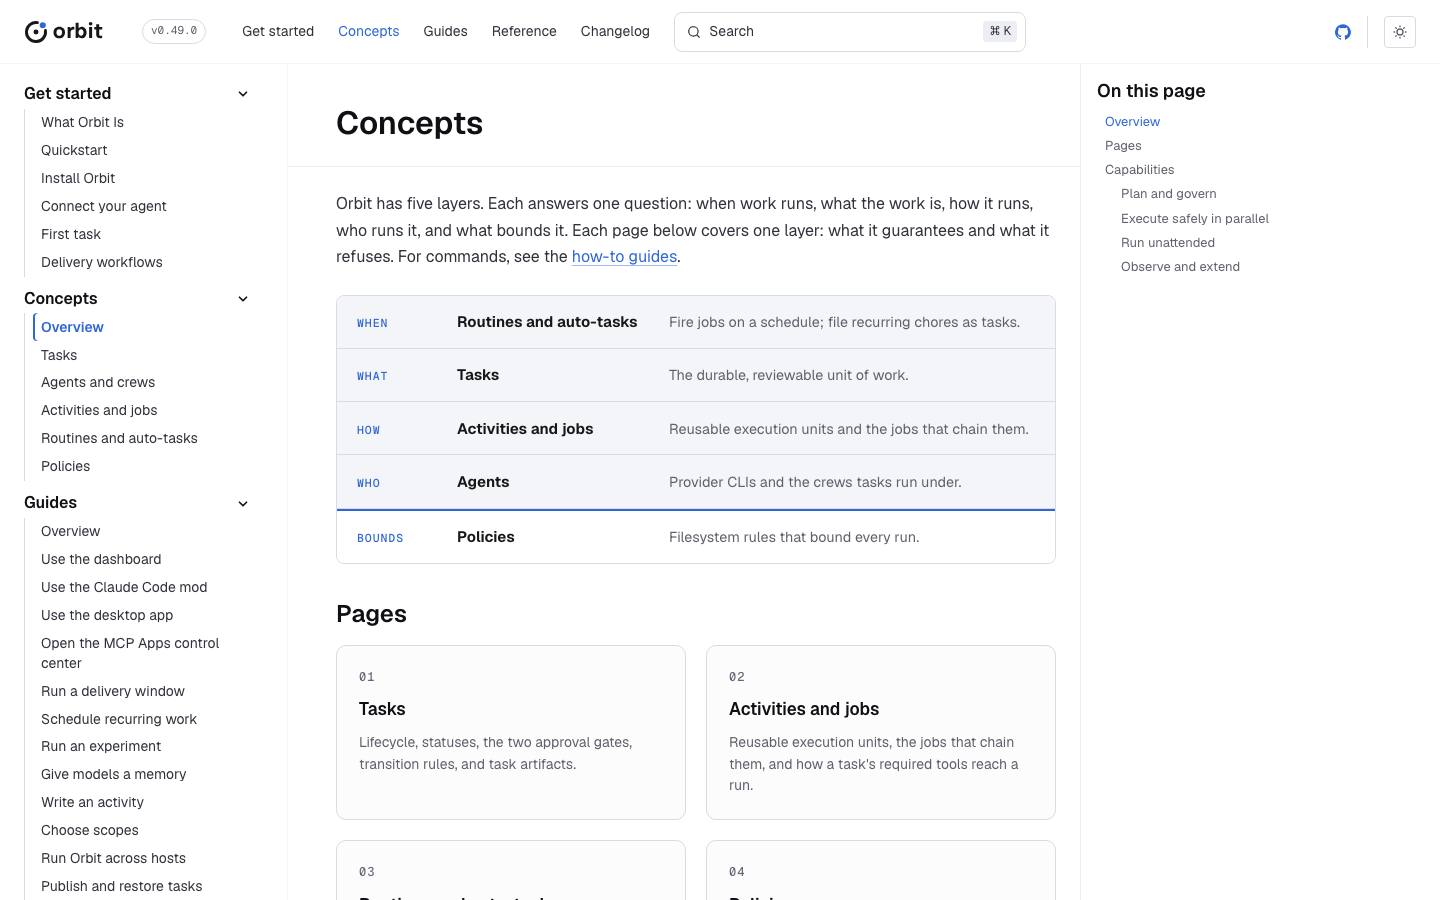 orbit
v0.49.0
Get started
Concepts
Guides
Reference
Changelog
Search
⌘ K
Get started
What Orbit Is
Quickstart
Install Orbit
Connect your agent
First task
Delivery workflows
Concepts
Overview
Tasks
Agents and crews
Activities and jobs
Routines and auto-tasks
Policies
Guides
Overview
Use the dashboard
Use the Claude Code mod
Use the desktop app
Open the MCP Apps control
center
Run a delivery window
Schedule recurring work
Run an experiment
Give models a memory
Write an activity
Choose scopes
Run Orbit across hosts
Publish and restore tasks
Concepts
Orbit has five layers. Each answers one question: when work runs, what the work is, how it runs,
who runs it, and what bounds it. Each page below covers one layer: what it guarantees and what it
refuses. For commands, see the how-to guides.
WHEN Routines and auto-tasks Fire jobs on a schedule; file recurring chores as tasks.
WHAT Tasks The durable, reviewable unit of work.
HOW Activities and jobs Reusable execution units and the jobs that chain them.
WHO Agents Provider CLIs and the crews tasks run under.
BOUNDS Policies Filesystem rules that bound every run.
Pages
01
Tasks
Lifecycle, statuses, the two approval gates,
transition rules, and task artifacts.
02
Activities and jobs
Reusable execution units, the jobs that chain
them, and how a task's required tools reach a
run.
03
04
On this page
Overview
Pages
Capabilities
Plan and govern
Execute safely in parallel
Run unattended
Observe and extend